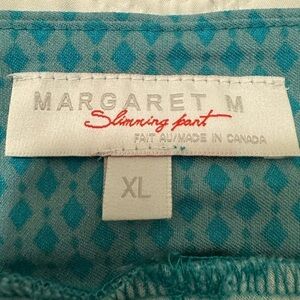 MARGARET M
Slimming pant
FAIT AU/MADE IN CANADA
XL